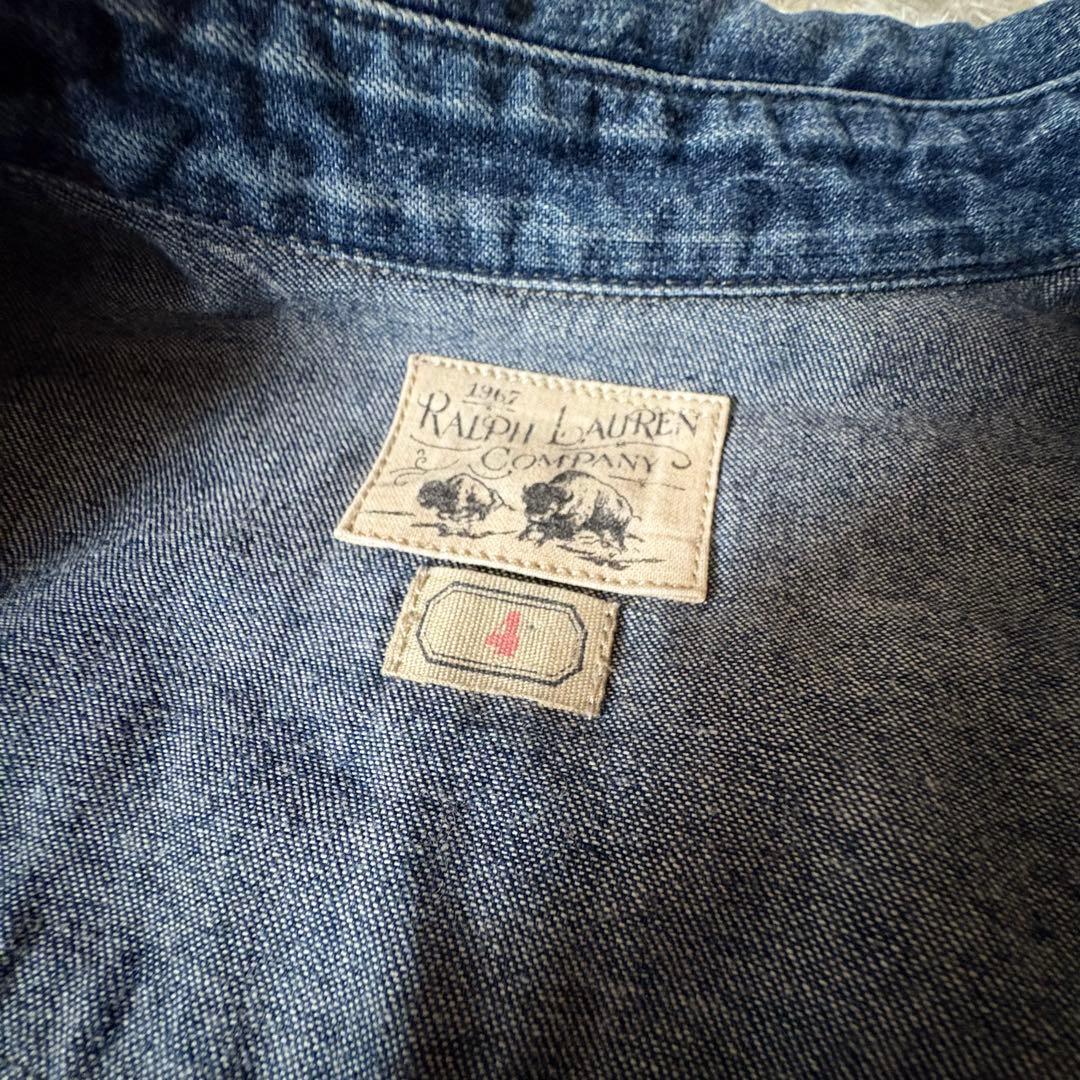 1967
RALPH LAUREN
COMPANY
4